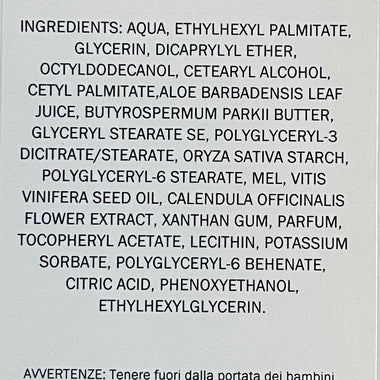 INGREDIENTS: AQUA, ETHYLHEXYL PALMITATE,
GLYCERIN, DICAPRYLYL ETHER,
OCTYLDODECANOL, CETEARYL ALCOHOL,
CETYL PALMITATE,ALOE BARBADENSIS LEAF
JUICE, BUTYROSPERMUM PARKII BUTTER,
GLYCERYL STEARATE SE, POLYGLYCERYL-3
DICITRATE/STEARATE, ORYZA SATIVA STARCH,
POLYGLYCERYL-6 STEARATE, MEL, VITIS
VINIFERA SEED OIL, CALENDULA OFFICINALIS
FLOWER EXTRACT, XANTHAN GUM, PARFUM,
TOCOPHERYL ACETATE, LECITHIN, POTASSIUM
SORBATE, POLYGLYCERYL-6 BEHENATE,
CITRIC ACID, PHENOXYETHANOL,
ETHYLHEXYLGLYCERIN.
AVVERTENZE: Tenere fuori dalla portata dei bambini